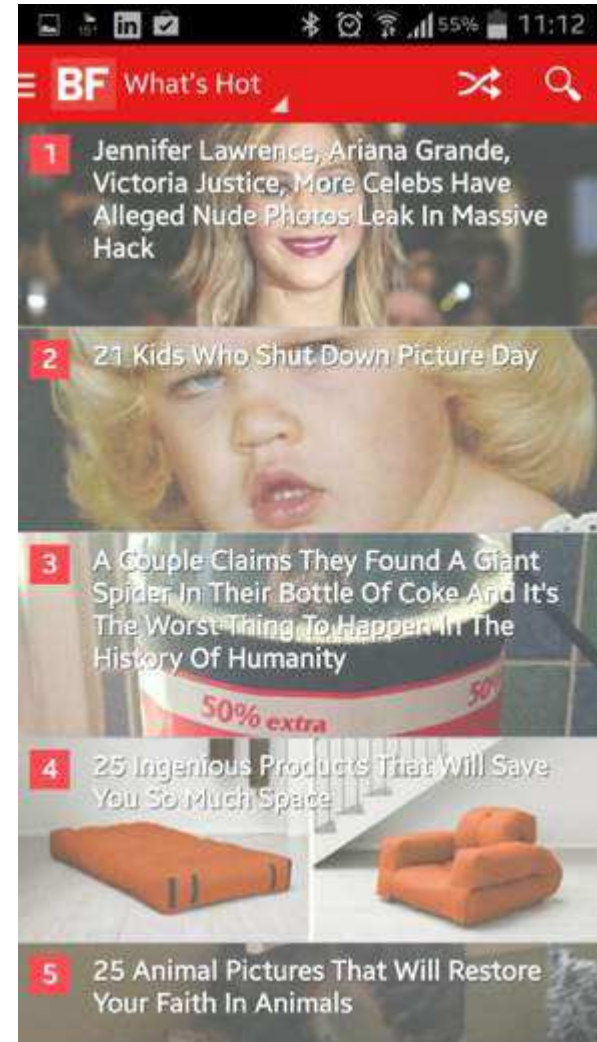 in
55%
11:12
BF What's Hot
1
Jennifer Lawrence, Ariana Grande,
Victoria Justice, More Celebs Have
Alleged Nude Photos Leak In Massive
Hack
2
21 Kids Who Shut Down Picture Day
3
A Couple Claims They Found A Giant
Spider In Their Bottle Of Coke And It's
The Worst Thing To Happen In The
History Of Humanity
50% extra
50%
4
25 Ingenious Products That Will Save
You So Much Space
5
25 Animal Pictures That Will Restore
Your Faith In Animals